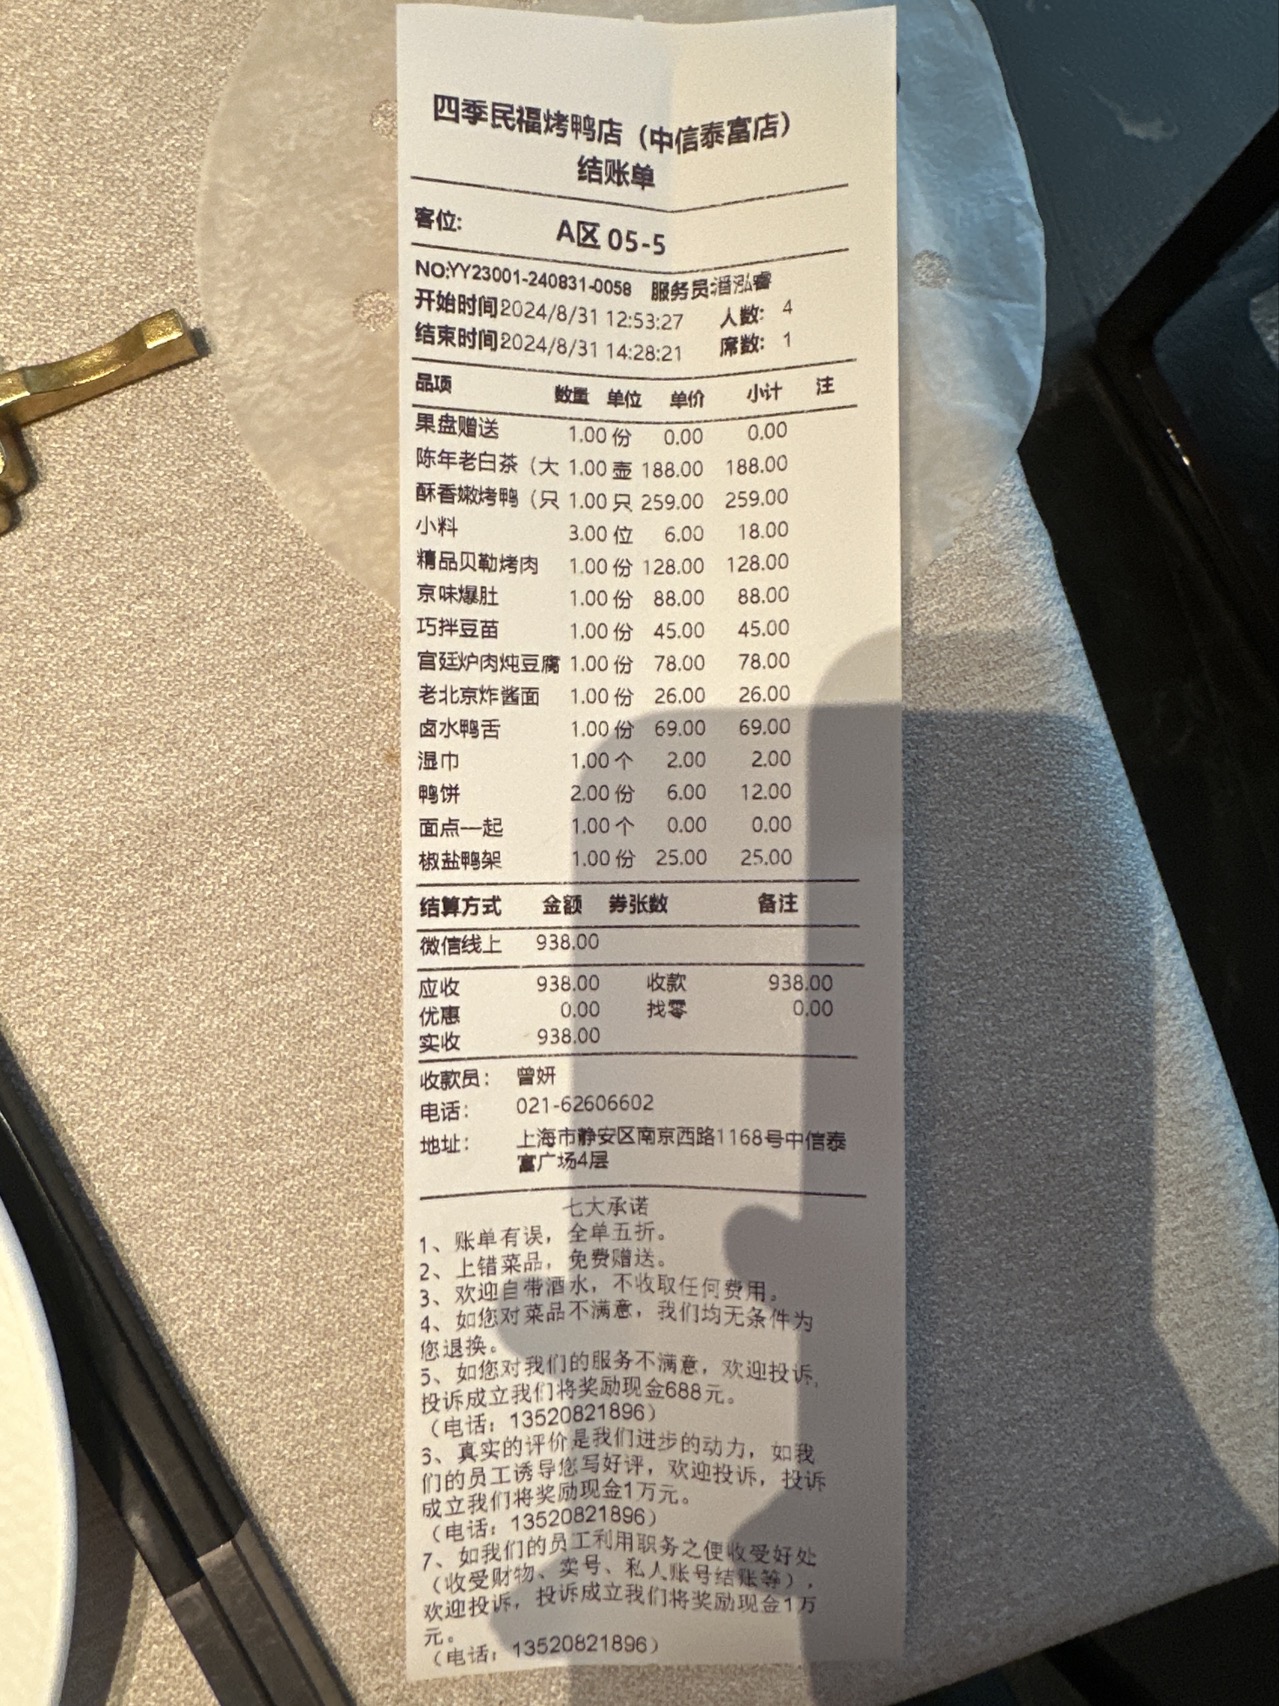 四季民福烤鸭店（中信泰富店）
结账单
客位: A区 05-5
NO:YY23001-240831-0058 服务员:潘泓睿
开始时间2024/8/31 12:53:27 人数: 4
结束时间2024/8/31 14:28:21 席数: 1
品项 数量 单位 单价 小计 注
果盘赠送 1.00 份 0.00 0.00
陈年老白茶（大 1.00 壶 188.00 188.00
酥香嫩烤鸭（只 1.00 只 259.00 259.00
小料 3.00 位 6.00 18.00
精品贝勒烤肉 1.00 份 128.00 128.00
京味爆肚 1.00 份 88.00 88.00
巧拌豆苗 1.00 份 45.00 45.00
宫廷炉肉炖豆腐 1.00 份 78.00 78.00
老北京炸酱面 1.00 份 26.00 26.00
卤水鸭舌 1.00 份 69.00 69.00
湿巾 1.00 个 2.00 2.00
鸭饼 2.00 份 6.00 12.00
面点一起 1.00 个 0.00 0.00
椒盐鸭架 1.00 份 25.00 25.00
结算方式 金额 券张数 备注
微信线上 938.00
应收 938.00 收款 938.00
优惠 0.00 找零 0.00
实收 938.00
收款员: 曾妍
电话: 021-62606602
地址: 上海市静安区南京西路1168号中信泰
富广场4层
七大承诺
1、账单有误，全单五折。
2、上错菜品，免费赠送。
3、欢迎自带酒水，不收取任何费用。
4、如您对菜品不满意，我们均无条件为
您退换。
5、如您对我们的服务不满意，欢迎投诉，
投诉成立我们将奖励现金688元。
（电话：13520821896）
6、真实的评价是我们进步的动力，如我
们的员工诱导您写好评，欢迎投诉，投诉
成立我们将奖励现金1万元。
（电话：13520821896）
7、如我们的员工利用职务之便收受好处
（收受财物、卖号、私人账号结账等），
欢迎投诉，投诉成立我们将奖励现金1万
元。
（电话：13520821896）